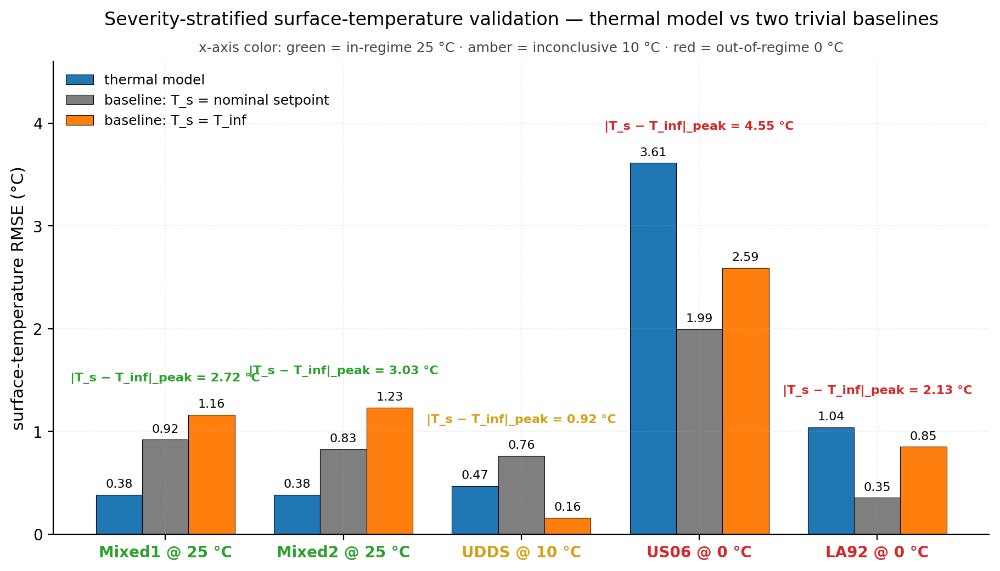 Severity-stratified surface-temperature validation — thermal model vs two trivial baselines
x-axis color: green = in-regime 25 °C · amber = inconclusive 10 °C · red = out-of-regime 0 °C
thermal model
baseline: T_s = nominal setpoint
baseline: T_s = T_inf
surface-temperature RMSE (°C)
4
3
2
1
0
|T_s − T_inf|_peak = 2.72 °C
0.38
0.92
1.16
|T_s − T_inf|_peak = 3.03 °C
0.38
0.83
1.23
|T_s − T_inf|_peak = 0.92 °C
0.47
0.76
0.16
|T_s − T_inf|_peak = 4.55 °C
3.61
1.99
2.59
|T_s − T_inf|_peak = 2.13 °C
1.04
0.35
0.85
Mixed1 @ 25 °C
Mixed2 @ 25 °C
UDDS @ 10 °C
US06 @ 0 °C
LA92 @ 0 °C